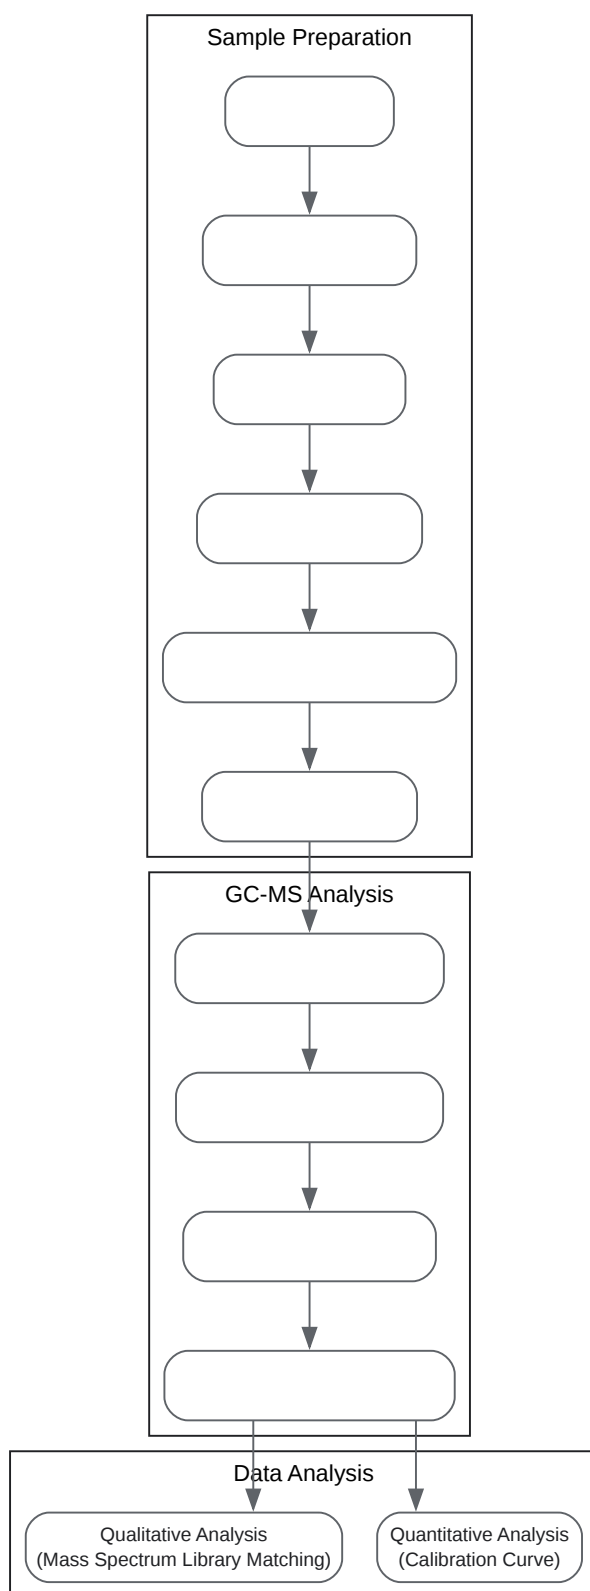 Sample Preparation
GC-MS Analysis
Data Analysis
Qualitative Analysis
(Mass Spectrum Library Matching)
Quantitative Analysis
(Calibration Curve)